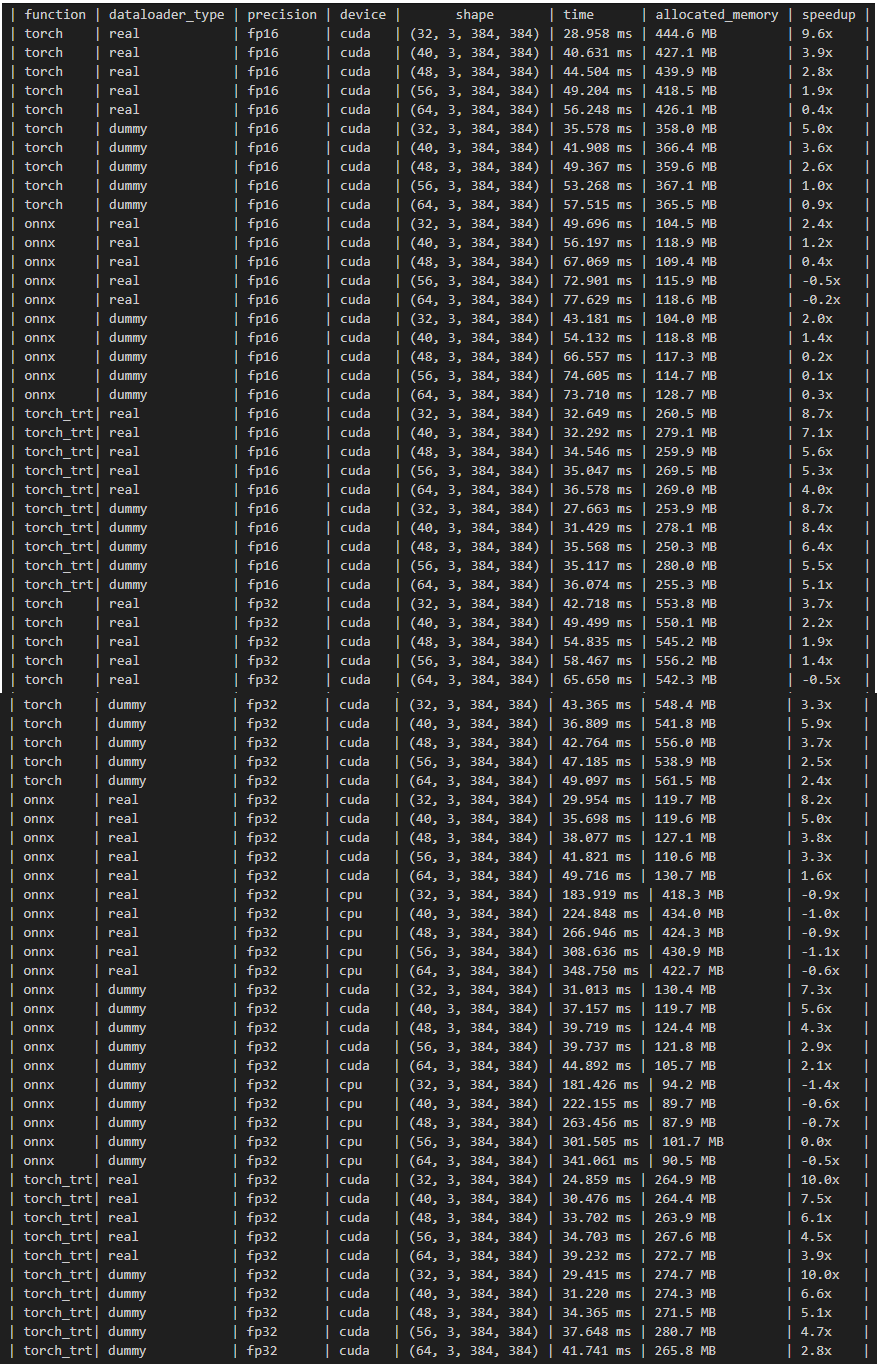 | function | dataloader_type | precision | device | shape | time | allocated_memory | speedup |
| torch | real | fp16 | cuda | (32, 3, 384, 384) | 28.958 ms | 444.6 MB | 9.6x |
| torch | real | fp16 | cuda | (40, 3, 384, 384) | 40.631 ms | 427.1 MB | 3.9x |
| torch | real | fp16 | cuda | (48, 3, 384, 384) | 44.504 ms | 439.9 MB | 2.8x |
| torch | real | fp16 | cuda | (56, 3, 384, 384) | 49.204 ms | 418.5 MB | 1.9x |
| torch | real | fp16 | cuda | (64, 3, 384, 384) | 56.248 ms | 426.1 MB | 0.4x |
| torch | dummy | fp16 | cuda | (32, 3, 384, 384) | 35.578 ms | 358.0 MB | 5.0x |
| torch | dummy | fp16 | cuda | (40, 3, 384, 384) | 41.908 ms | 366.4 MB | 3.6x |
| torch | dummy | fp16 | cuda | (48, 3, 384, 384) | 49.367 ms | 359.6 MB | 2.6x |
| torch | dummy | fp16 | cuda | (56, 3, 384, 384) | 53.268 ms | 367.1 MB | 1.0x |
| torch | dummy | fp16 | cuda | (64, 3, 384, 384) | 57.515 ms | 365.5 MB | 0.9x |
| onnx | real | fp16 | cuda | (32, 3, 384, 384) | 49.696 ms | 104.5 MB | 2.4x |
| onnx | real | fp16 | cuda | (40, 3, 384, 384) | 56.197 ms | 118.9 MB | 1.2x |
| onnx | real | fp16 | cuda | (48, 3, 384, 384) | 67.069 ms | 109.4 MB | 0.4x |
| onnx | real | fp16 | cuda | (56, 3, 384, 384) | 72.901 ms | 115.9 MB | -0.5x |
| onnx | real | fp16 | cuda | (64, 3, 384, 384) | 77.629 ms | 118.6 MB | -0.2x |
| onnx | dummy | fp16 | cuda | (32, 3, 384, 384) | 43.181 ms | 104.0 MB | 2.0x |
| onnx | dummy | fp16 | cuda | (40, 3, 384, 384) | 54.132 ms | 118.8 MB | 1.4x |
| onnx | dummy | fp16 | cuda | (48, 3, 384, 384) | 66.557 ms | 117.3 MB | 0.2x |
| onnx | dummy | fp16 | cuda | (56, 3, 384, 384) | 74.605 ms | 114.7 MB | 0.1x |
| onnx | dummy | fp16 | cuda | (64, 3, 384, 384) | 73.710 ms | 128.7 MB | 0.3x |
| torch_trt| real | fp16 | cuda | (32, 3, 384, 384) | 32.649 ms | 260.5 MB | 8.7x |
| torch_trt| real | fp16 | cuda | (40, 3, 384, 384) | 32.292 ms | 279.1 MB | 7.1x |
| torch_trt| real | fp16 | cuda | (48, 3, 384, 384) | 34.546 ms | 259.9 MB | 5.6x |
| torch_trt| real | fp16 | cuda | (56, 3, 384, 384) | 35.047 ms | 269.5 MB | 5.3x |
| torch_trt| real | fp16 | cuda | (64, 3, 384, 384) | 36.578 ms | 269.0 MB | 4.0x |
| torch_trt| dummy | fp16 | cuda | (32, 3, 384, 384) | 27.663 ms | 253.9 MB | 8.7x |
| torch_trt| dummy | fp16 | cuda | (40, 3, 384, 384) | 31.429 ms | 278.1 MB | 8.4x |
| torch_trt| dummy | fp16 | cuda | (48, 3, 384, 384) | 35.568 ms | 250.3 MB | 6.4x |
| torch_trt| dummy | fp16 | cuda | (56, 3, 384, 384) | 35.117 ms | 280.0 MB | 5.5x |
| torch_trt| dummy | fp16 | cuda | (64, 3, 384, 384) | 36.074 ms | 255.3 MB | 5.1x |
| torch | real | fp32 | cuda | (32, 3, 384, 384) | 42.718 ms | 553.8 MB | 3.7x |
| torch | real | fp32 | cuda | (40, 3, 384, 384) | 49.499 ms | 550.1 MB | 2.2x |
| torch | real | fp32 | cuda | (48, 3, 384, 384) | 54.835 ms | 545.2 MB | 1.9x |
| torch | real | fp32 | cuda | (56, 3, 384, 384) | 58.467 ms | 556.2 MB | 1.4x |
| torch | real | fp32 | cuda | (64, 3, 384, 384) | 65.650 ms | 542.3 MB | -0.5x |
| torch | dummy | fp32 | cuda | (32, 3, 384, 384) | 43.365 ms | 548.4 MB | 3.3x |
| torch | dummy | fp32 | cuda | (40, 3, 384, 384) | 36.809 ms | 541.8 MB | 5.9x |
| torch | dummy | fp32 | cuda | (48, 3, 384, 384) | 42.764 ms | 556.0 MB | 3.7x |
| torch | dummy | fp32 | cuda | (56, 3, 384, 384) | 47.185 ms | 538.9 MB | 2.5x |
| torch | dummy | fp32 | cuda | (64, 3, 384, 384) | 49.097 ms | 561.5 MB | 2.4x |
| onnx | real | fp32 | cuda | (32, 3, 384, 384) | 29.954 ms | 119.7 MB | 8.2x |
| onnx | real | fp32 | cuda | (40, 3, 384, 384) | 35.698 ms | 119.6 MB | 5.0x |
| onnx | real | fp32 | cuda | (48, 3, 384, 384) | 38.077 ms | 127.1 MB | 3.8x |
| onnx | real | fp32 | cuda | (56, 3, 384, 384) | 41.821 ms | 110.6 MB | 3.3x |
| onnx | real | fp32 | cuda | (64, 3, 384, 384) | 49.716 ms | 130.7 MB | 1.6x |
| onnx | real | fp32 | cpu | (32, 3, 384, 384) | 183.919 ms | 418.3 MB | -0.9x |
| onnx | real | fp32 | cpu | (40, 3, 384, 384) | 224.848 ms | 434.0 MB | -1.0x |
| onnx | real | fp32 | cpu | (48, 3, 384, 384) | 266.946 ms | 424.3 MB | -0.9x |
| onnx | real | fp32 | cpu | (56, 3, 384, 384) | 308.636 ms | 430.9 MB | -1.1x |
| onnx | real | fp32 | cpu | (64, 3, 384, 384) | 348.750 ms | 422.7 MB | -0.6x |
| onnx | dummy | fp32 | cuda | (32, 3, 384, 384) | 31.013 ms | 130.4 MB | 7.3x |
| onnx | dummy | fp32 | cuda | (40, 3, 384, 384) | 37.157 ms | 119.7 MB | 5.6x |
| onnx | dummy | fp32 | cuda | (48, 3, 384, 384) | 39.719 ms | 124.4 MB | 4.3x |
| onnx | dummy | fp32 | cuda | (56, 3, 384, 384) | 39.737 ms | 121.8 MB | 2.9x |
| onnx | dummy | fp32 | cuda | (64, 3, 384, 384) | 44.892 ms | 105.7 MB | 2.1x |
| onnx | dummy | fp32 | cpu | (32, 3, 384, 384) | 181.426 ms | 94.2 MB | -1.4x |
| onnx | dummy | fp32 | cpu | (40, 3, 384, 384) | 222.155 ms | 89.7 MB | -0.6x |
| onnx | dummy | fp32 | cpu | (48, 3, 384, 384) | 263.456 ms | 87.9 MB | -0.7x |
| onnx | dummy | fp32 | cpu | (56, 3, 384, 384) | 301.505 ms | 101.7 MB | 0.0x |
| onnx | dummy | fp32 | cpu | (64, 3, 384, 384) | 341.061 ms | 90.5 MB | -0.5x |
| torch_trt| real | fp32 | cuda | (32, 3, 384, 384) | 24.859 ms | 264.9 MB | 10.0x |
| torch_trt| real | fp32 | cuda | (40, 3, 384, 384) | 30.476 ms | 264.4 MB | 7.5x |
| torch_trt| real | fp32 | cuda | (48, 3, 384, 384) | 33.702 ms | 263.9 MB | 6.1x |
| torch_trt| real | fp32 | cuda | (56, 3, 384, 384) | 34.703 ms | 267.6 MB | 4.5x |
| torch_trt| real | fp32 | cuda | (64, 3, 384, 384) | 39.232 ms | 272.7 MB | 3.9x |
| torch_trt| dummy | fp32 | cuda | (32, 3, 384, 384) | 29.415 ms | 274.7 MB | 10.0x |
| torch_trt| dummy | fp32 | cuda | (40, 3, 384, 384) | 31.220 ms | 274.3 MB | 6.6x |
| torch_trt| dummy | fp32 | cuda | (48, 3, 384, 384) | 34.365 ms | 271.5 MB | 5.1x |
| torch_trt| dummy | fp32 | cuda | (56, 3, 384, 384) | 37.648 ms | 280.7 MB | 4.7x |
| torch_trt| dummy | fp32 | cuda | (64, 3, 384, 384) | 41.741 ms | 265.8 MB | 2.8x |